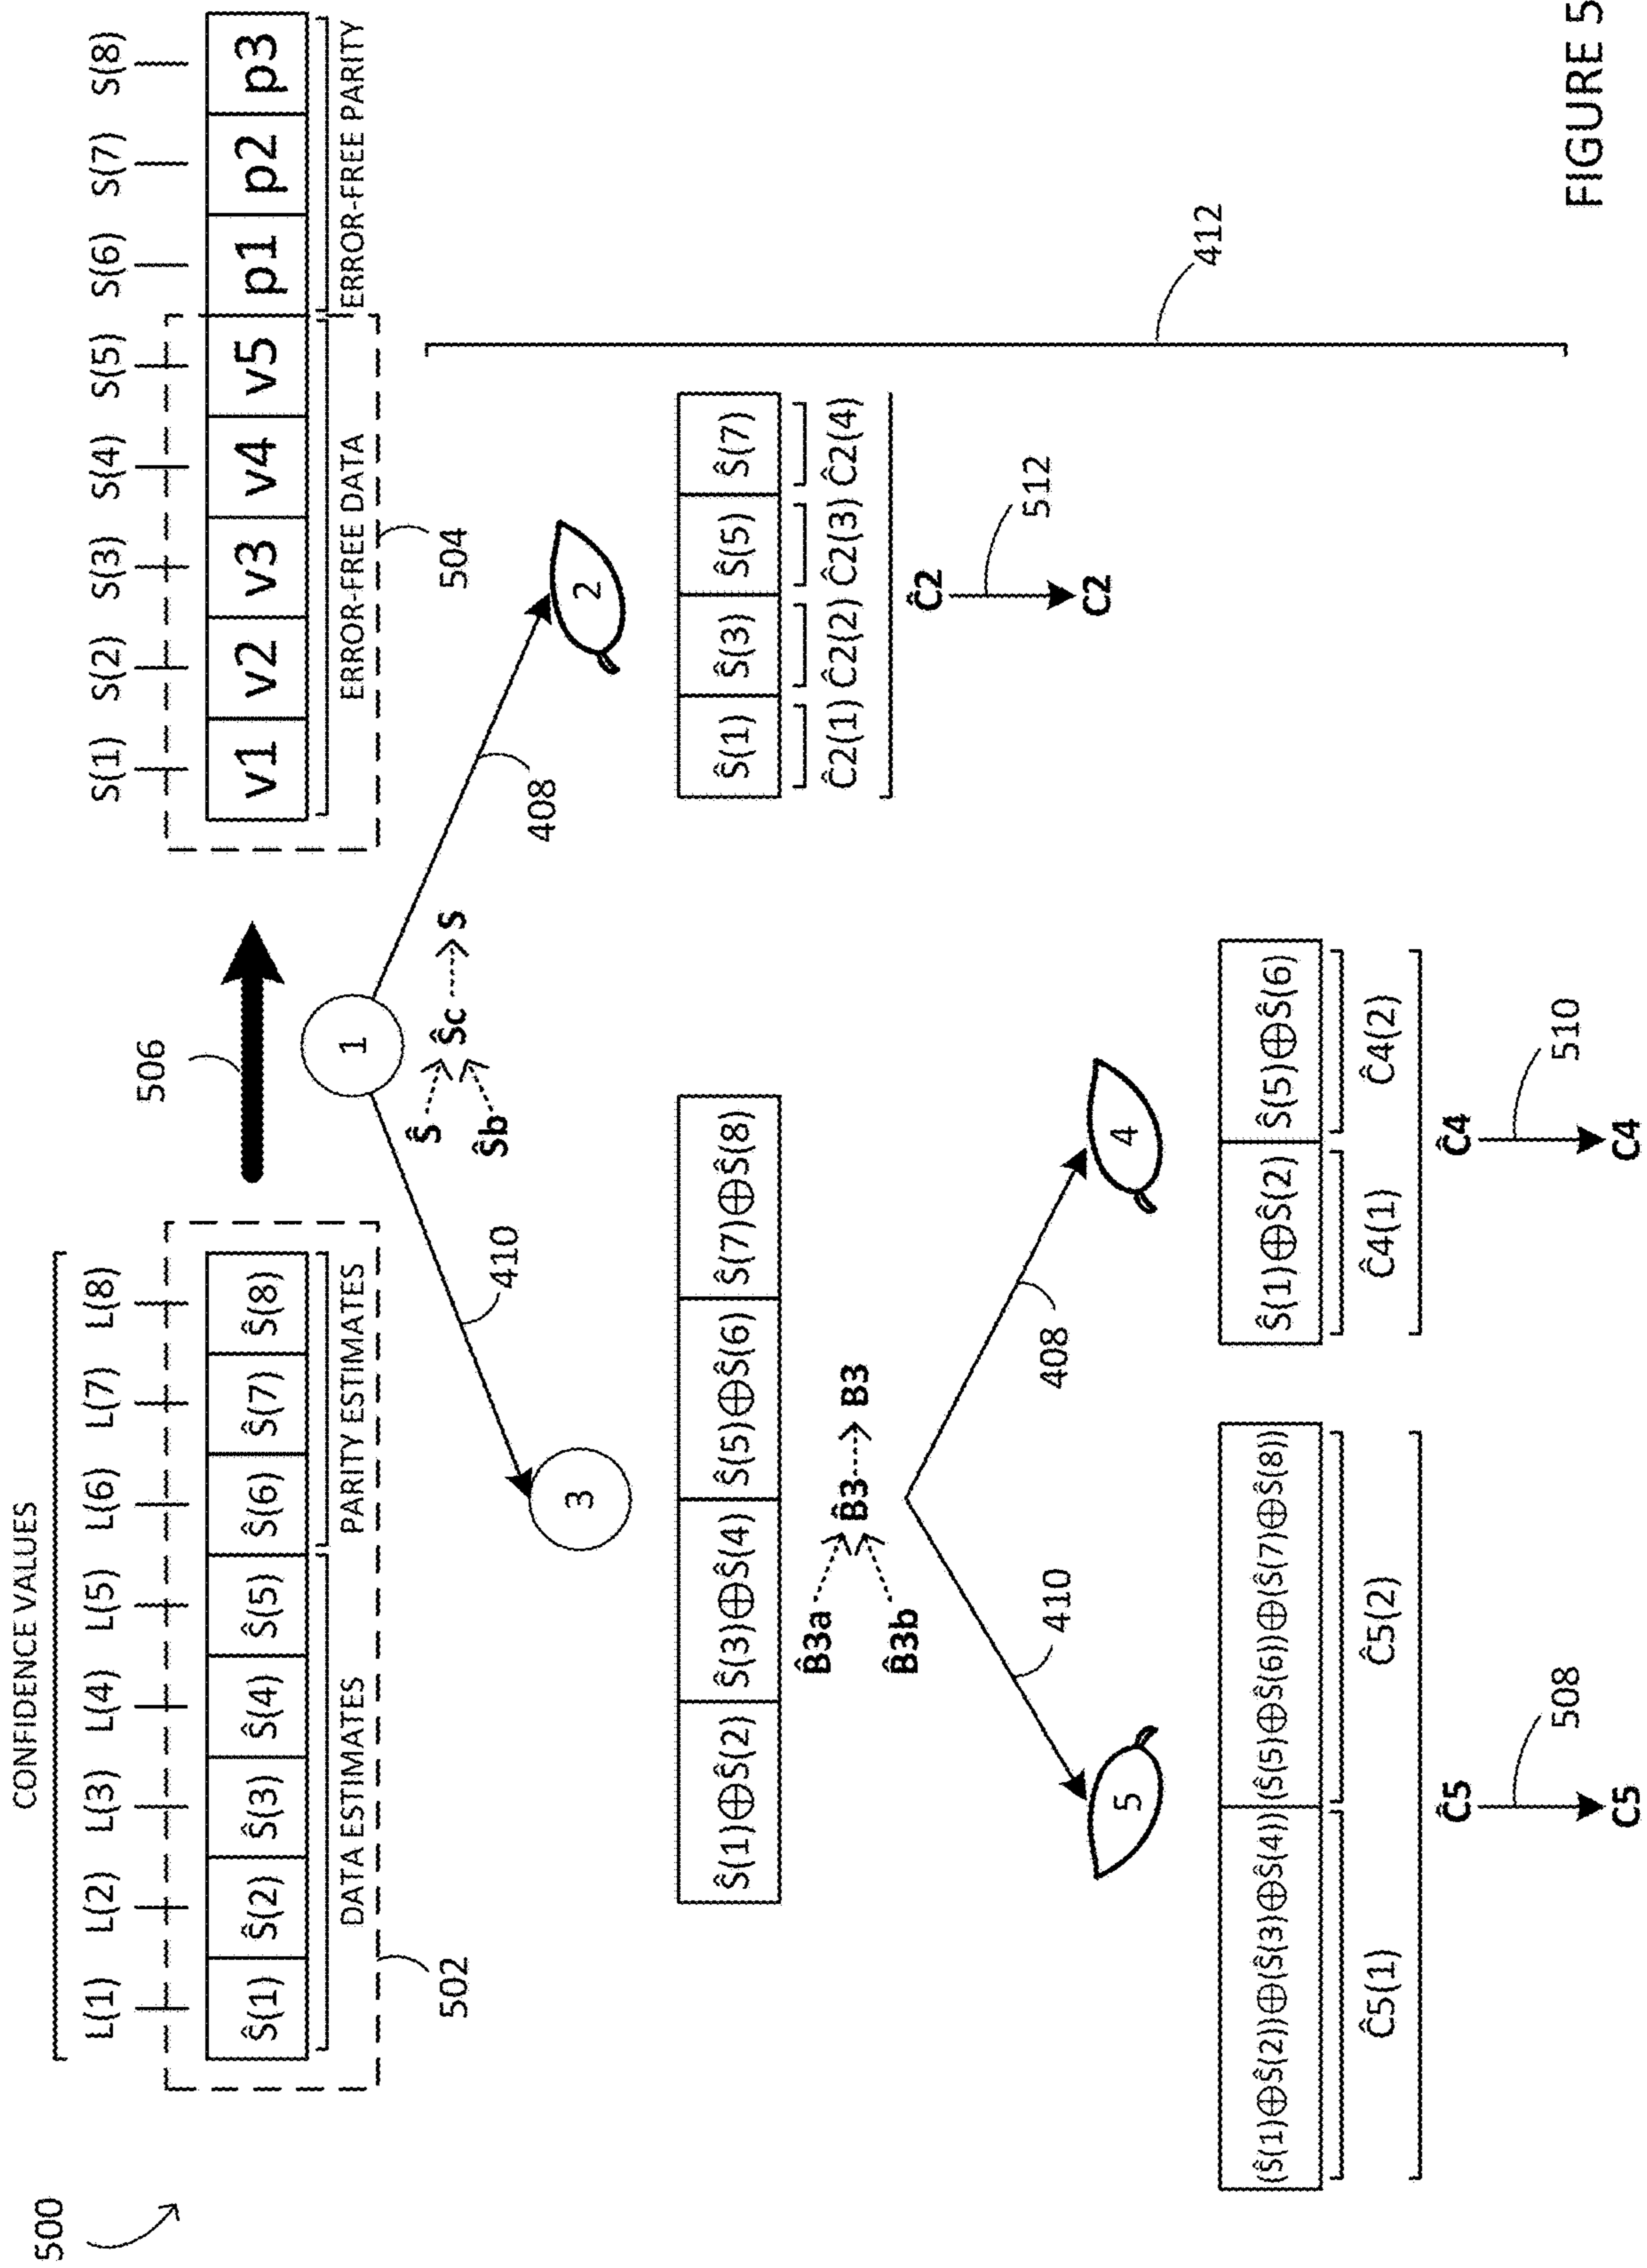 500
CONFIDENCE VALUES
L(1) L(2) L(3) L(4) L(5) L(6) L(7) L(8)
Ŝ(1) Ŝ(2) Ŝ(3) Ŝ(4) Ŝ(5) Ŝ(6) Ŝ(7) Ŝ(8)
DATA ESTIMATES PARITY ESTIMATES
502
506
S(1) S(2) S(3) S(4) S(5) S(6) S(7) S(8)
v1 v2 v3 v4 v5 p1 p2 p3
ERROR-FREE DATA ERROR-FREE PARITY
504
1
Ŝ Ŝc S
Ŝb
410
408
3
2
Ŝ(1)⊕Ŝ(2) Ŝ(3)⊕Ŝ(4) Ŝ(5)⊕Ŝ(6) Ŝ(7)⊕Ŝ(8)
B̂3a B̂3 B3
B̂3b
Ŝ(1) Ŝ(3) Ŝ(5) Ŝ(7)
Ĉ2(1) Ĉ2(2) Ĉ2(3) Ĉ2(4)
Ĉ2
512
C2
412
410
408
5
4
(Ŝ(1)⊕Ŝ(2))⊕(Ŝ(3)⊕Ŝ(4)) (Ŝ(5)⊕Ŝ(6))⊕(Ŝ(7)⊕Ŝ(8))
Ĉ5(1) Ĉ5(2)
Ĉ5
508
C5
Ŝ(1)⊕Ŝ(2) Ŝ(5)⊕Ŝ(6)
Ĉ4(1) Ĉ4(2)
Ĉ4
510
C4
FIGURE 5